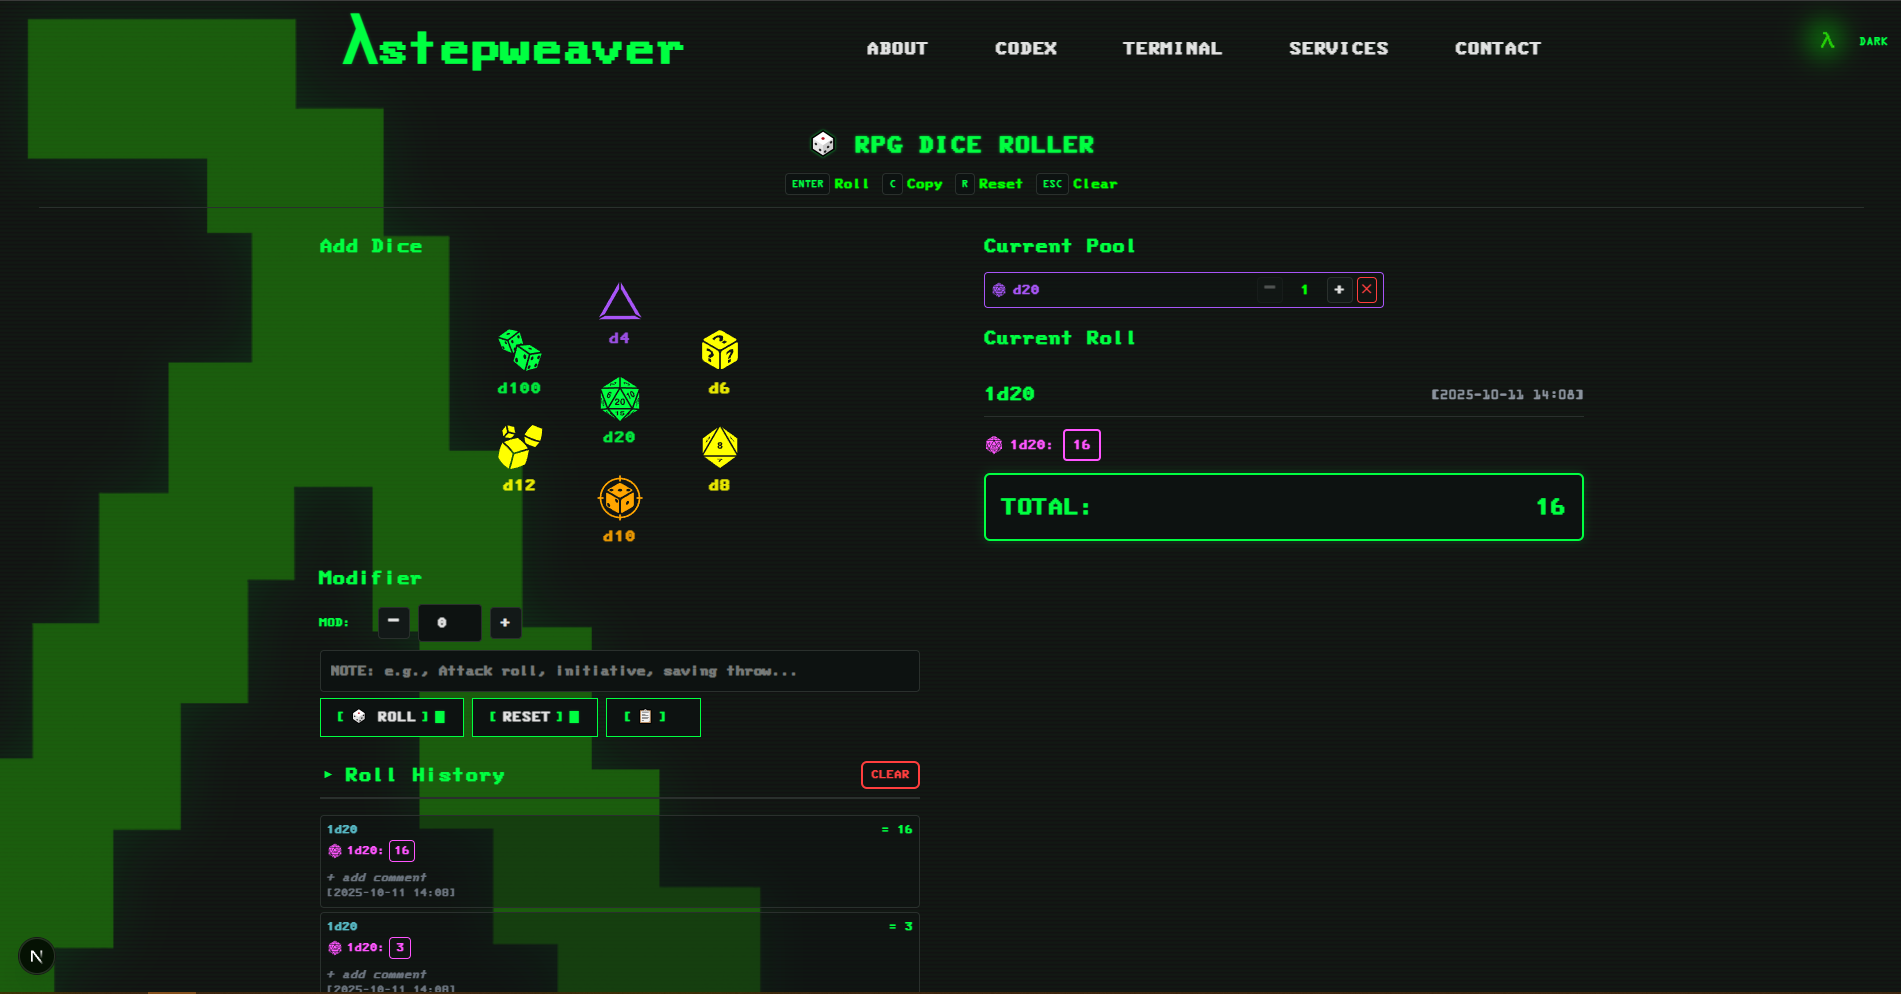 λstepweaver
ABOUT CODEX TERMINAL SERVICES CONTACT
λ DARK
RPG DICE ROLLER
ENTER Roll C Copy R Reset ESC Clear
Add Dice
d4
d100
d6
20
d20
d12
8
d8
d10
Modifier
MOD: − 0 +
NOTE: e.g., Attack roll, initiative, saving throw...
[ ROLL ] [ RESET ] [ ]
Roll History
CLEAR
1d20 = 16
1d20: 16
+ add comment
[2025-10-11 14:08]
1d20 = 3
1d20: 3
+ add comment
[2025-10-11 14:08]
Current Pool
d20 − 1 + ×
Current Roll
1d20 [2025-10-11 14:08]
1d20: 16
TOTAL: 16
N